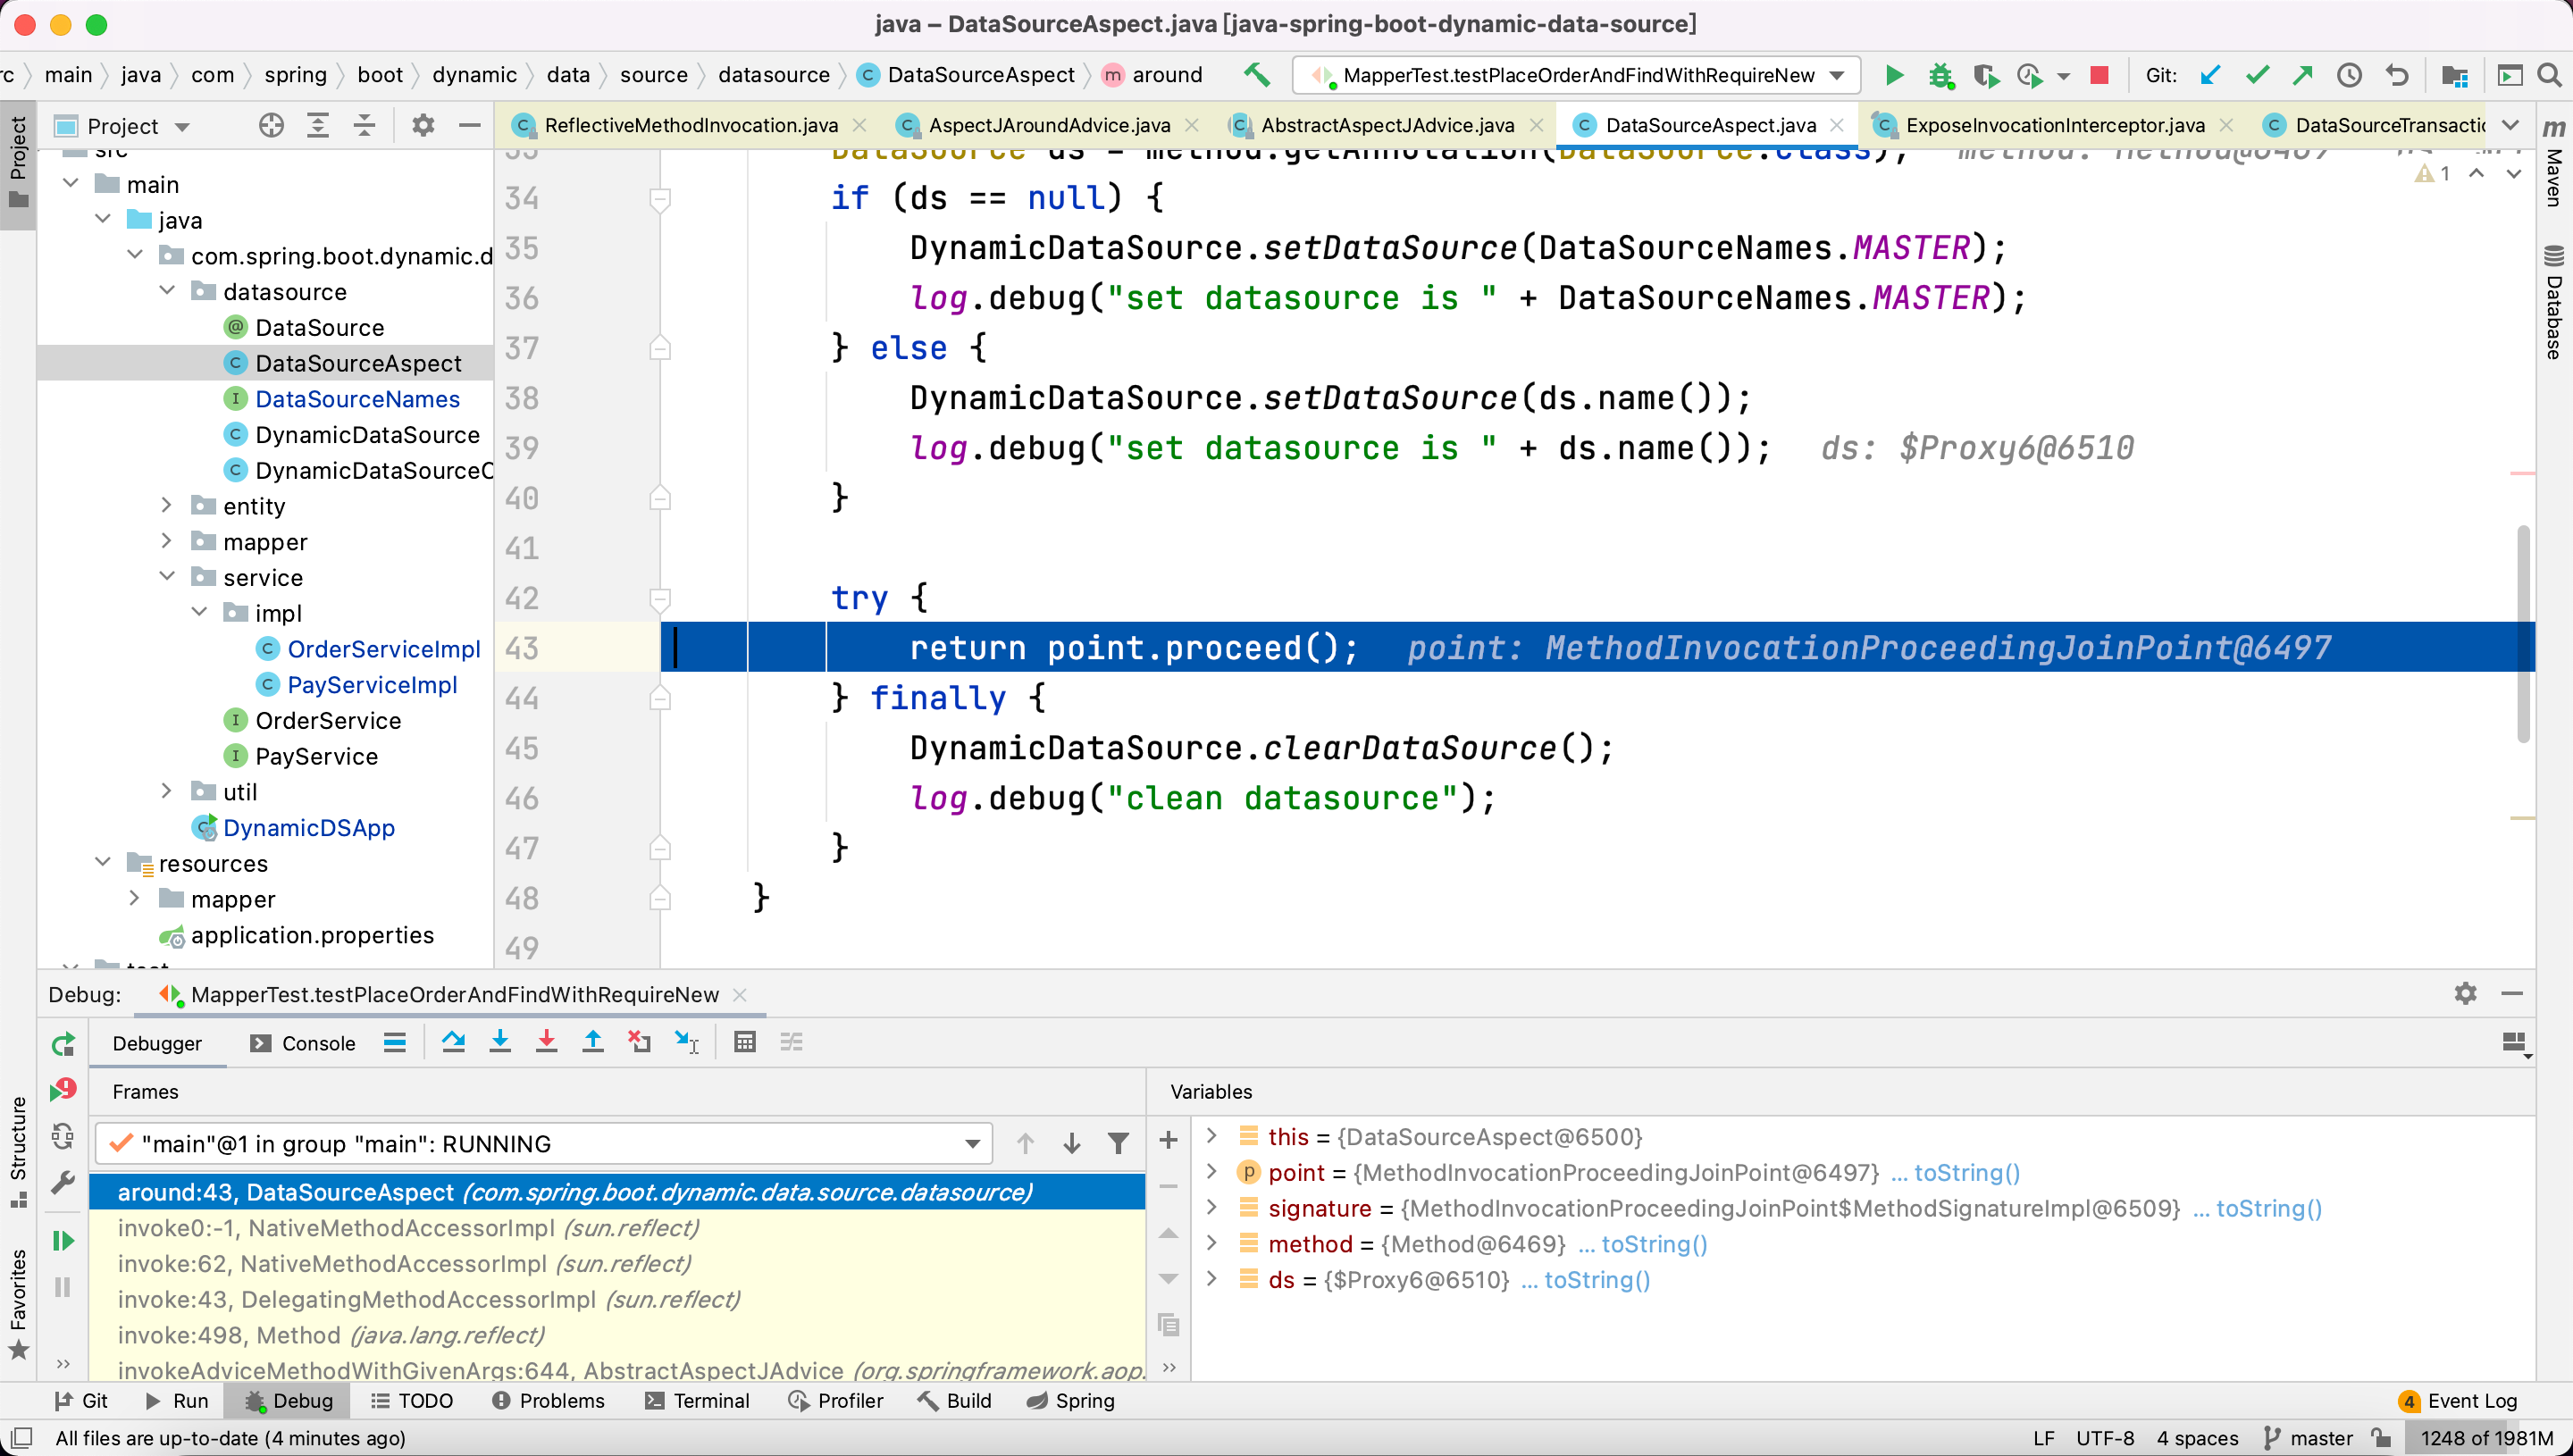 java – DataSourceAspect.java [java-spring-boot-dynamic-data-source]
main java com spring boot dynamic data source datasource DataSourceAspect around
MapperTest.testPlaceOrderAndFindWithRequireNew
Git:
Project
ReflectiveMethodInvocation.java
AspectJAroundAdvice.java
AbstractAspectJAdvice.java
DataSourceAspect.java
ExposeInvocationInterceptor.java
DataSourceTransactic
Project
Structure
Favorites
Maven
Database
src
main
java
com.spring.boot.dynamic.d
datasource
DataSource
DataSourceAspect
DataSourceNames
DynamicDataSource
DynamicDataSourceC
entity
mapper
service
impl
OrderServiceImpl
PayServiceImpl
OrderService
PayService
util
DynamicDSApp
resources
mapper
application.properties
test
1
DataSource ds = method.getAnnotation(DataSource.class);
34 if (ds == null) {
35 DynamicDataSource.setDataSource(DataSourceNames.MASTER);
36 log.debug("set datasource is " + DataSourceNames.MASTER);
37 } else {
38 DynamicDataSource.setDataSource(ds.name());
39 log.debug("set datasource is " + ds.name()); ds: $Proxy6@6510
40 }
41
42 try {
43 return point.proceed(); point: MethodInvocationProceedingJoinPoint@6497
44 } finally {
45 DynamicDataSource.clearDataSource();
46 log.debug("clean datasource");
47 }
48 }
49
Debug: MapperTest.testPlaceOrderAndFindWithRequireNew
Debugger Console
Frames
"main"@1 in group "main": RUNNING
around:43, DataSourceAspect (com.spring.boot.dynamic.data.source.datasource)
invoke0:-1, NativeMethodAccessorImpl (sun.reflect)
invoke:62, NativeMethodAccessorImpl (sun.reflect)
invoke:43, DelegatingMethodAccessorImpl (sun.reflect)
invoke:498, Method (java.lang.reflect)
invokeAdviceMethodWithGivenArgs:644, AbstractAspectJAdvice (org.springframework.aop.
Variables
this = {DataSourceAspect@6500}
point = {MethodInvocationProceedingJoinPoint@6497} ... toString()
signature = {MethodInvocationProceedingJoinPoint$MethodSignatureImpl@6509} ... toString()
method = {Method@6469} ... toString()
ds = {$Proxy6@6510} ... toString()
Git Run Debug TODO Problems Terminal Profiler Build Spring
4 Event Log
All files are up-to-date (4 minutes ago)
LF UTF-8 4 spaces master 1248 of 1981M